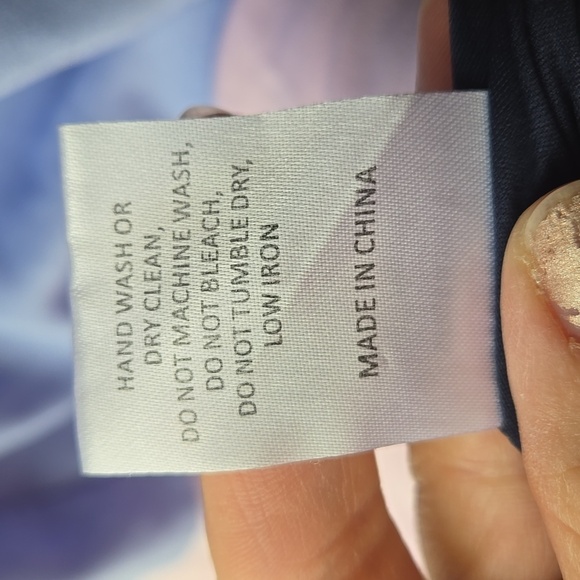 HAND WASH OR
DRY CLEAN,
DO NOT MACHINE WASH,
DO NOT BLEACH,
DO NOT TUMBLE DRY,
LOW IRON
MADE IN CHINA